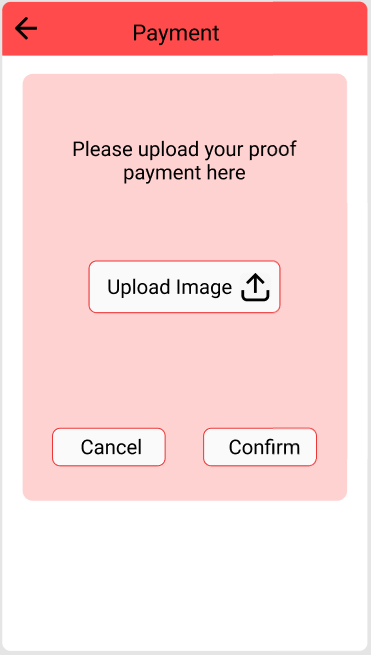 Payment
Please upload your proof
payment here
Upload Image
Cancel
Confirm